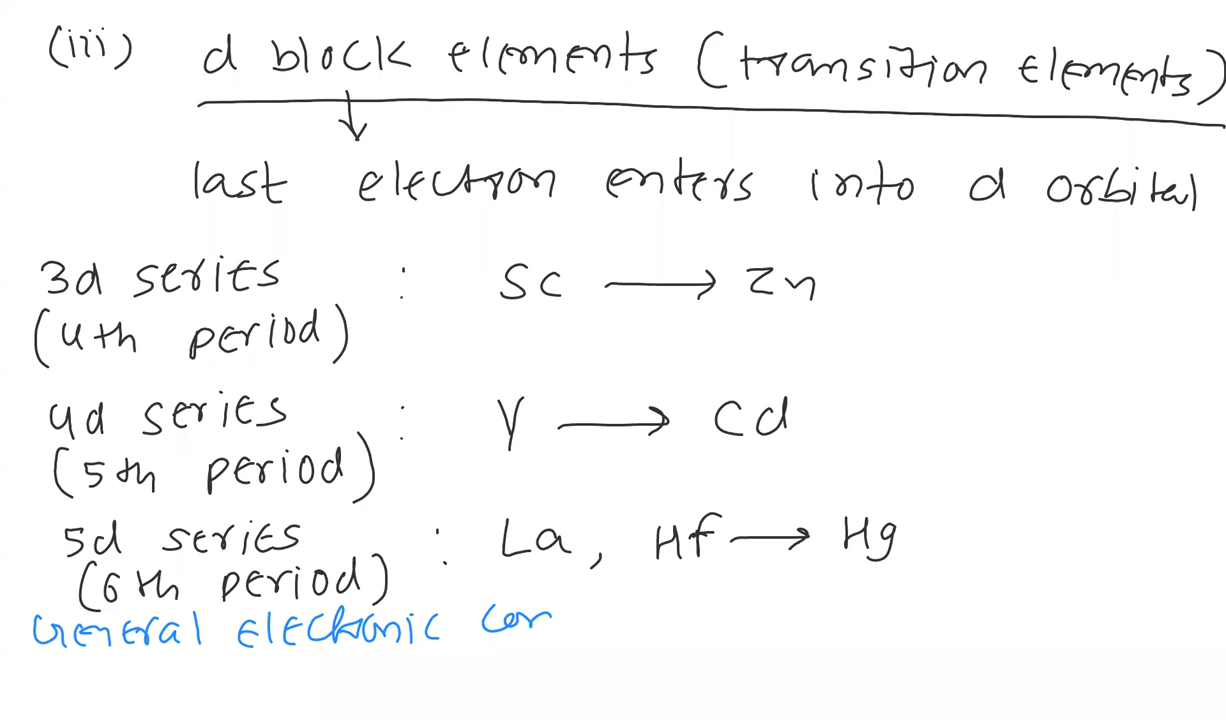 (iii) d block elements (transition elements)
last electron enters into d orbital
3d series : Sc → Zn
(4th period)
4d series : Y → Cd
(5th period)
5d series : La, Hf → Hg
(6th period)
General electronic con